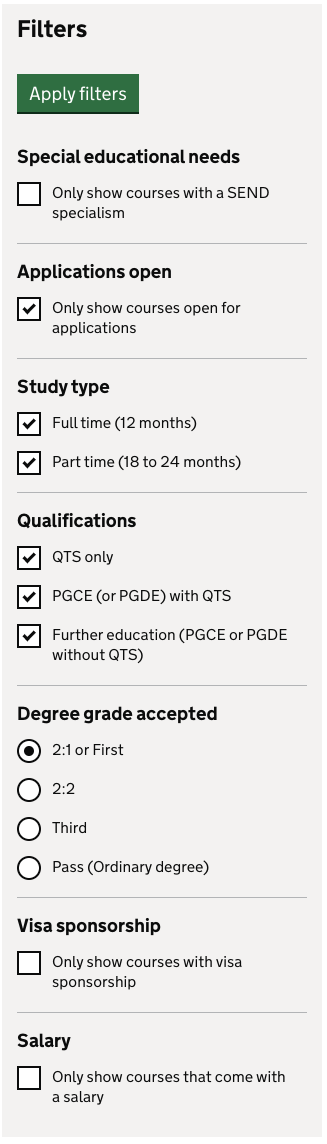 Filters
Apply filters
Special educational needs
Only show courses with a SEND
specialism
Applications open
Only show courses open for
applications
Study type
Full time (12 months)
Part time (18 to 24 months)
Qualifications
QTS only
PGCE (or PGDE) with QTS
Further education (PGCE or PGDE
without QTS)
Degree grade accepted
2:1 or First
2:2
Third
Pass (Ordinary degree)
Visa sponsorship
Only show courses with visa
sponsorship
Salary
Only show courses that come with
a salary